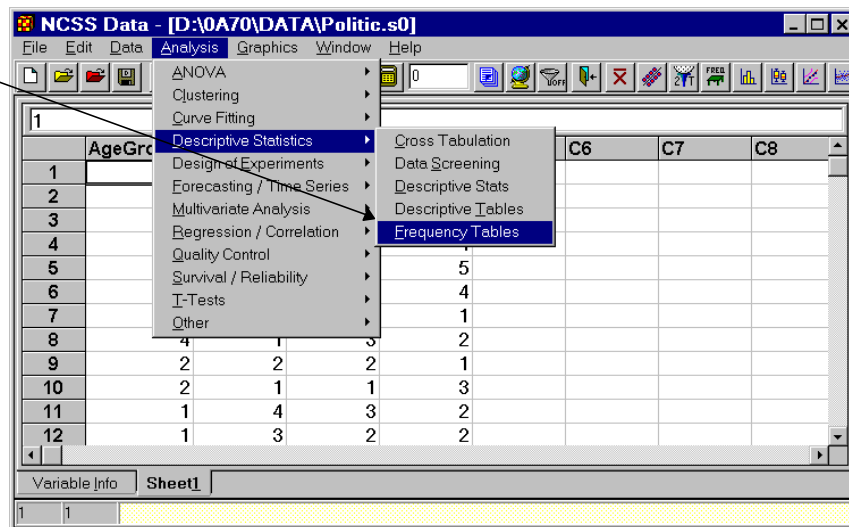 NCSS Data - [D:\0A70\DATA\Politic.s0]
File Edit Data Analysis Graphics Window Help
0
1
ANOVA
Clustering
Curve Fitting
Descriptive Statistics
Design of Experiments
Forecasting / Time Series
Multivariate Analysis
Regression / Correlation
Quality Control
Survival / Reliability
T-Tests
Other
Cross Tabulation
Data Screening
Descriptive Stats
Descriptive Tables
Frequency Tables
AgeGro C6 C7 C8
1
2
3
4
5 5
6 4
7 1
8 4 1 3 2
9 2 2 2 1
10 2 1 1 3
11 1 4 3 2
12 1 3 2 2
Variable Info Sheet1
1 1